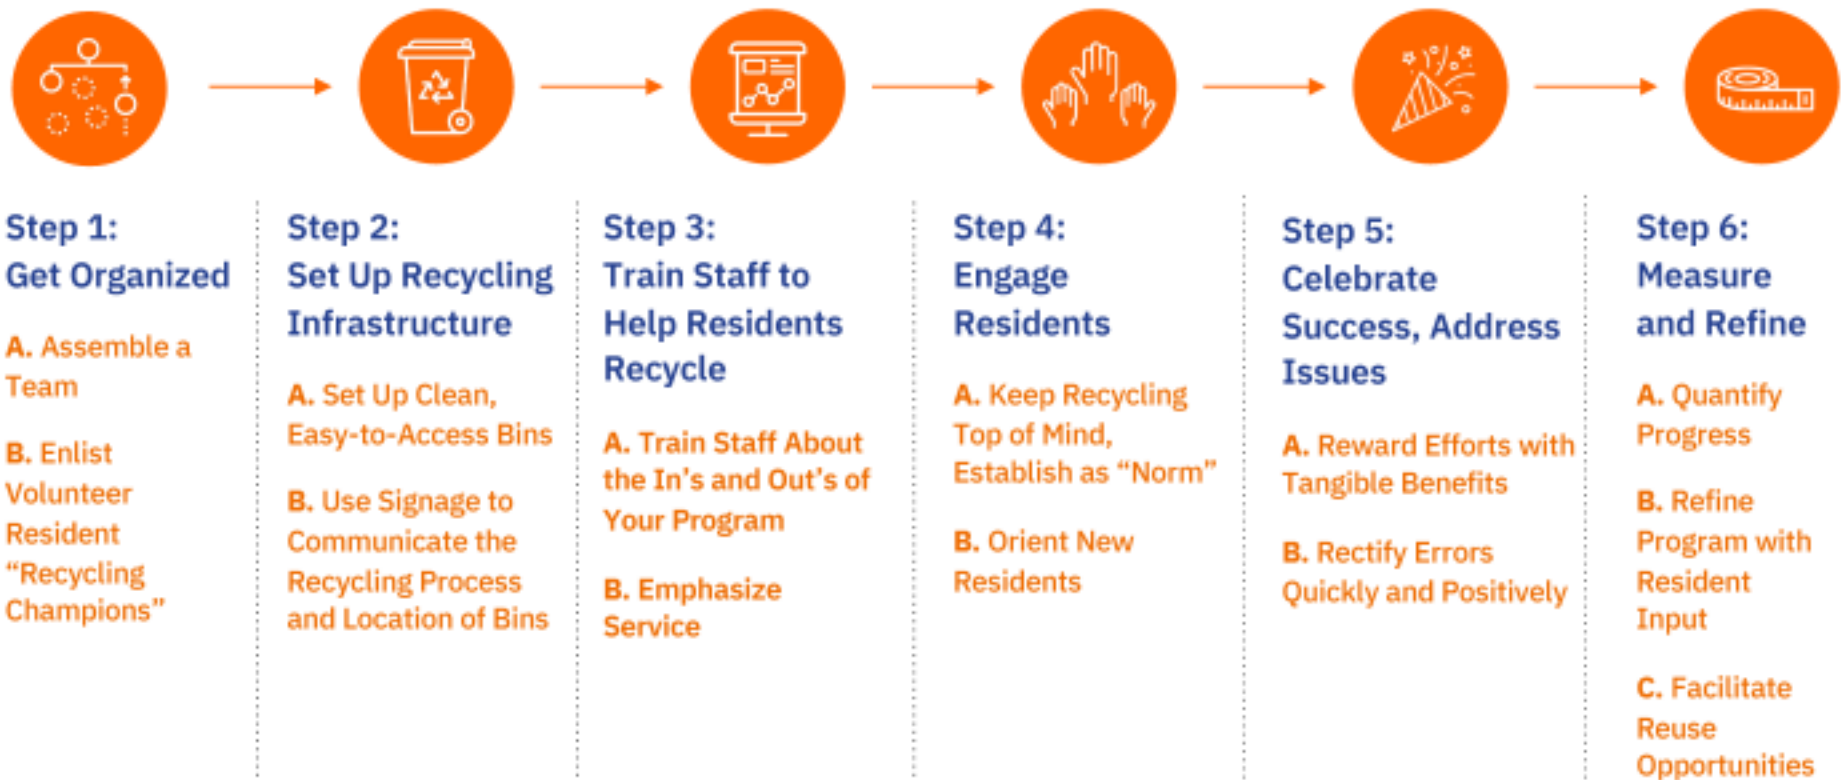 Step 1:
Get Organized
A. Assemble a
Team
B. Enlist
Volunteer
Resident
“Recycling
Champions”
Step 2:
Set Up Recycling
Infrastructure
A. Set Up Clean,
Easy-to-Access Bins
B. Use Signage to
Communicate the
Recycling Process
and Location of Bins
Step 3:
Train Staff to
Help Residents
Recycle
A. Train Staff About
the In's and Out's of
Your Program
B. Emphasize
Service
Step 4:
Engage
Residents
A. Keep Recycling
Top of Mind,
Establish as “Norm”
B. Orient New
Residents
Step 5:
Celebrate
Success, Address
Issues
A. Reward Efforts with
Tangible Benefits
B. Rectify Errors
Quickly and Positively
Step 6:
Measure
and Refine
A. Quantify
Progress
B. Refine
Program with
Resident
Input
C. Facilitate
Reuse
Opportunities